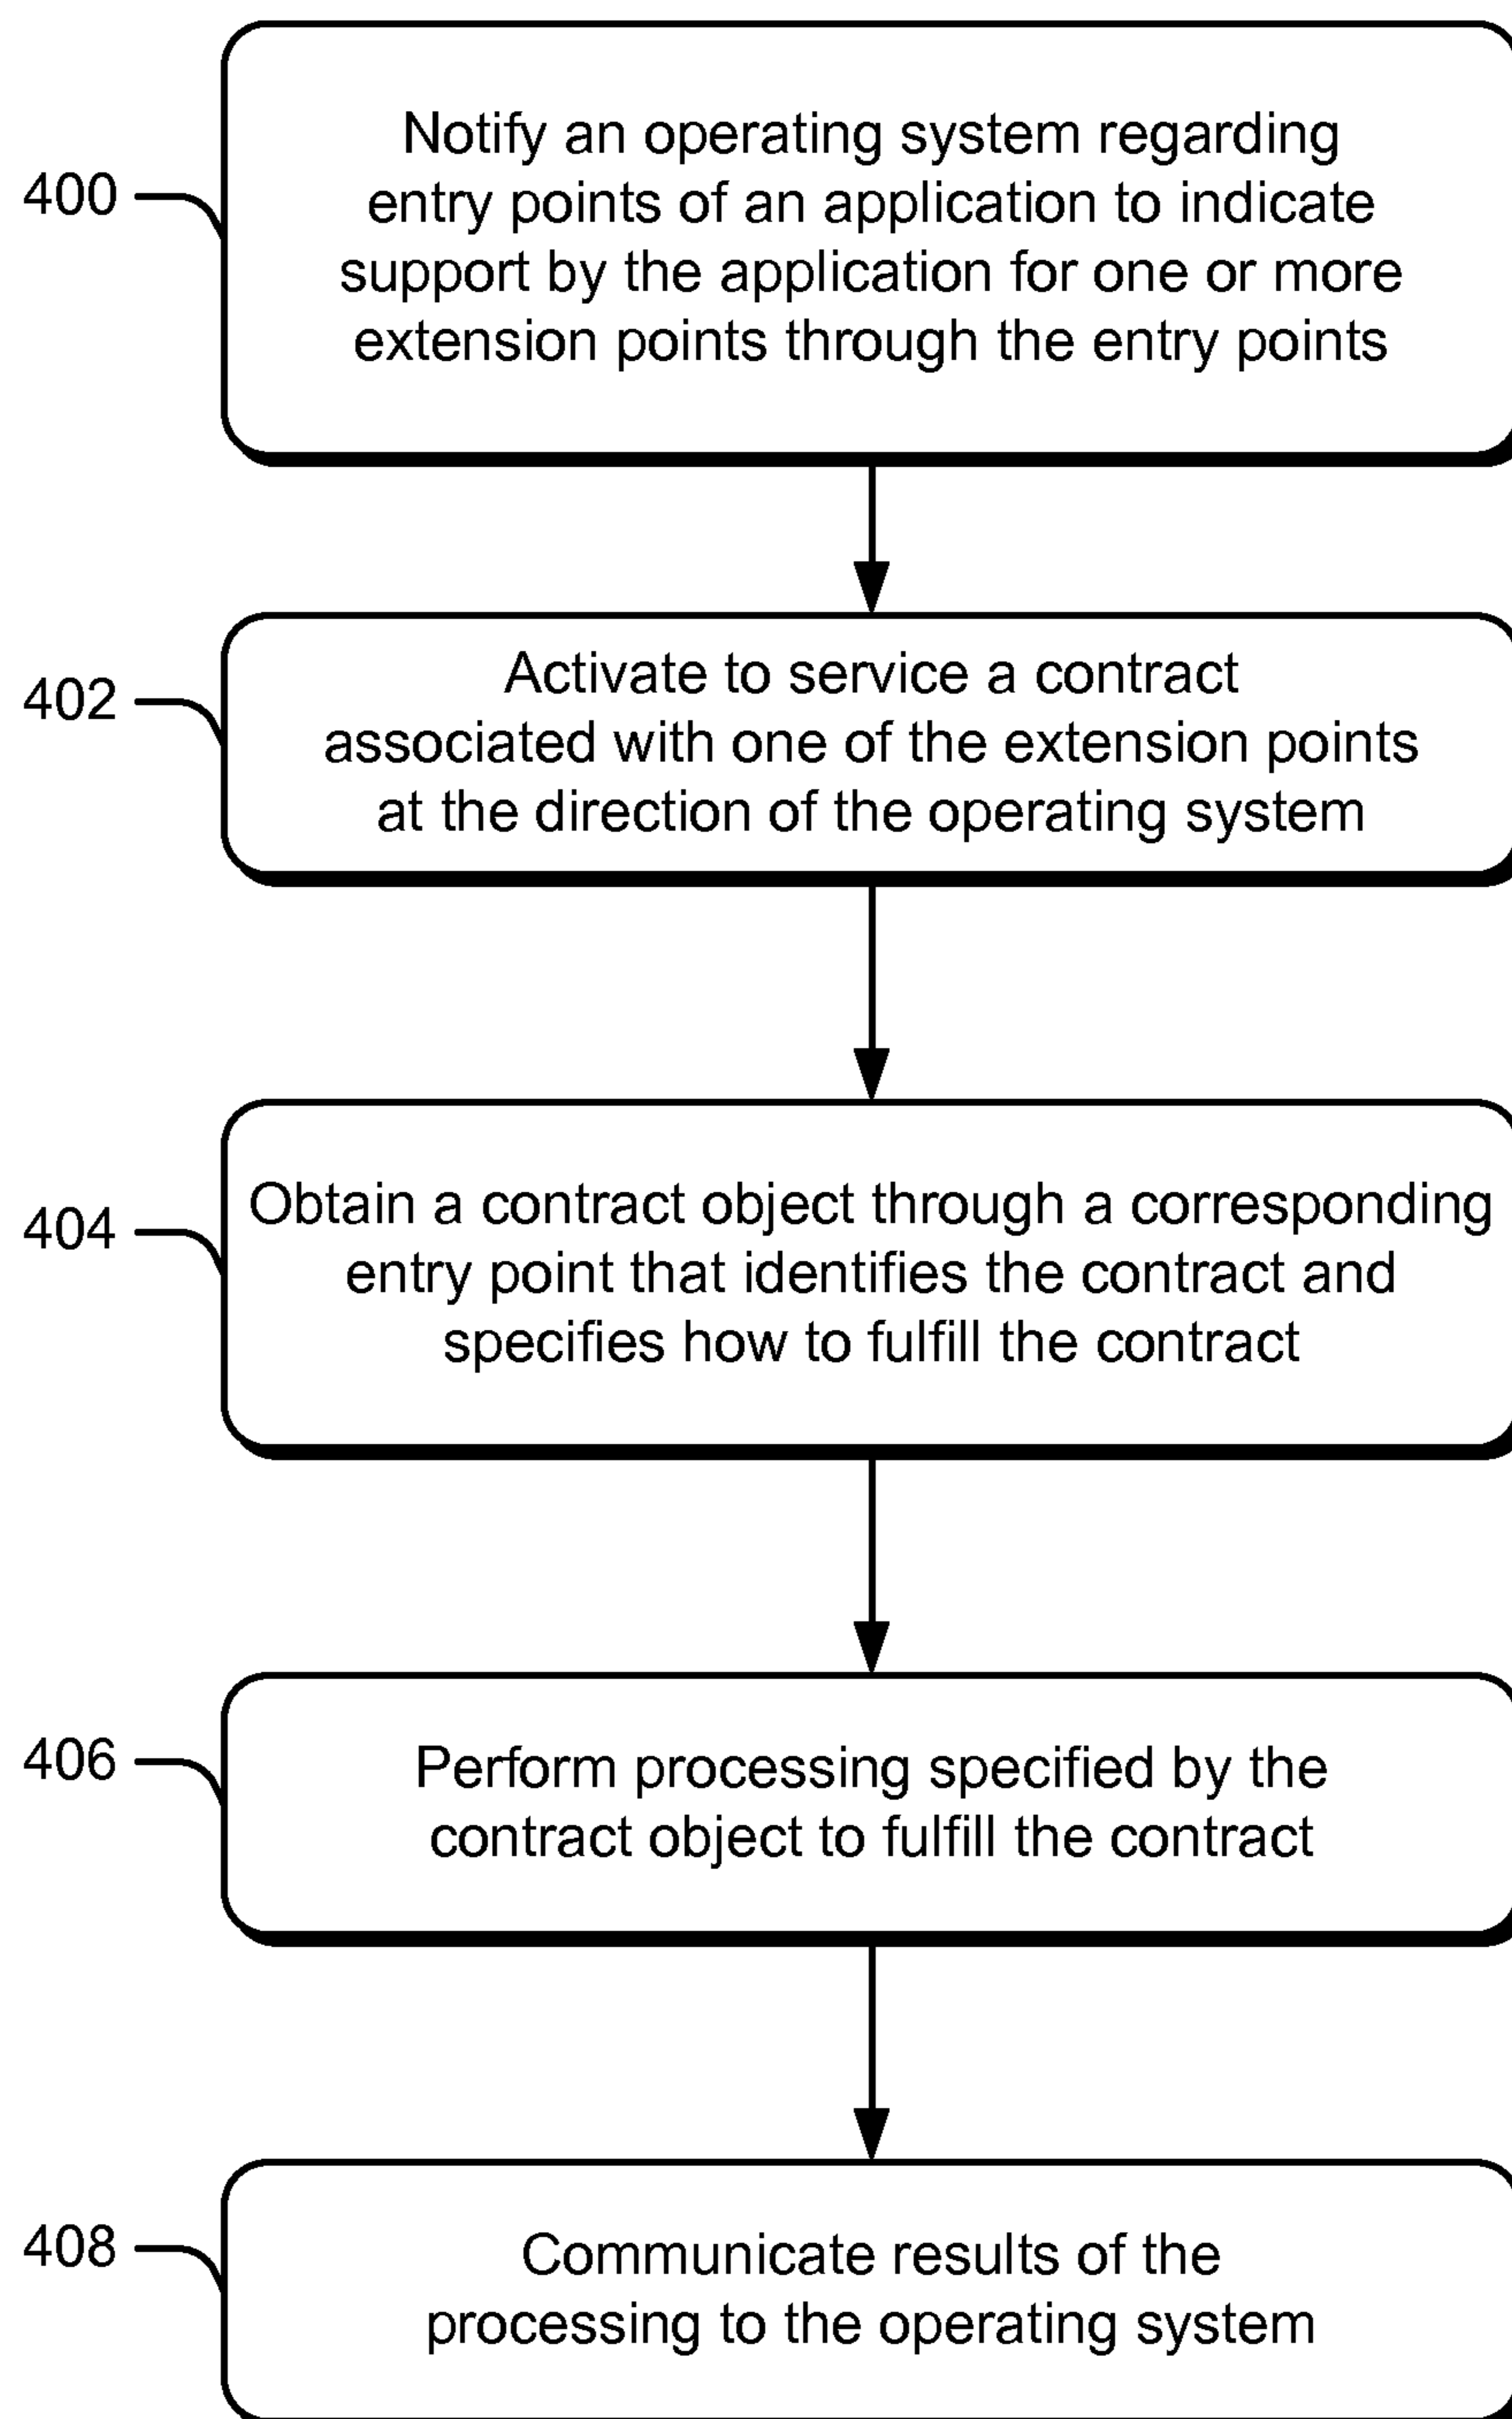 400
Notify an operating system regarding
entry points of an application to indicate
support by the application for one or more
extension points through the entry points
402
Activate to service a contract
associated with one of the extension points
at the direction of the operating system
404
Obtain a contract object through a corresponding
entry point that identifies the contract and
specifies how to fulfill the contract
406
Perform processing specified by the
contract object to fulfill the contract
408
Communicate results of the
processing to the operating system